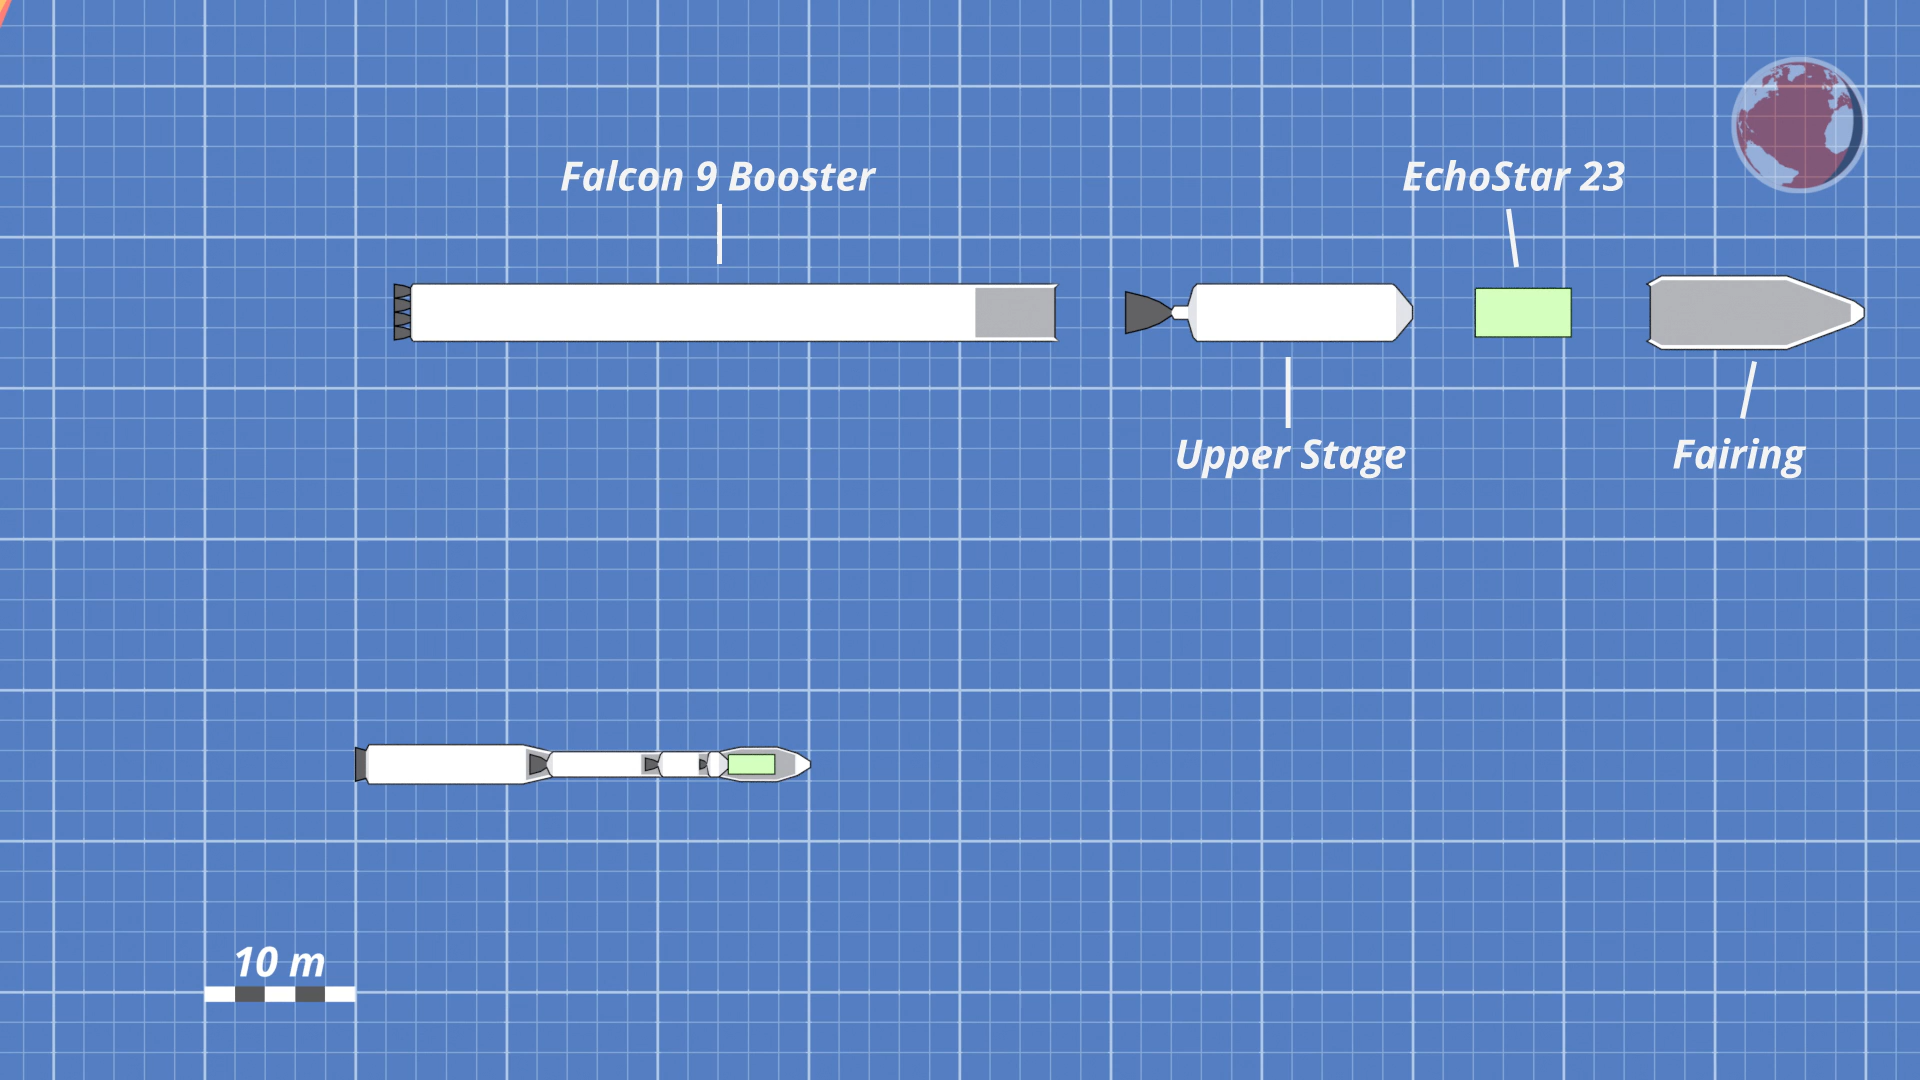 Falcon 9 Booster
EchoStar 23
Upper Stage
Fairing
10 m